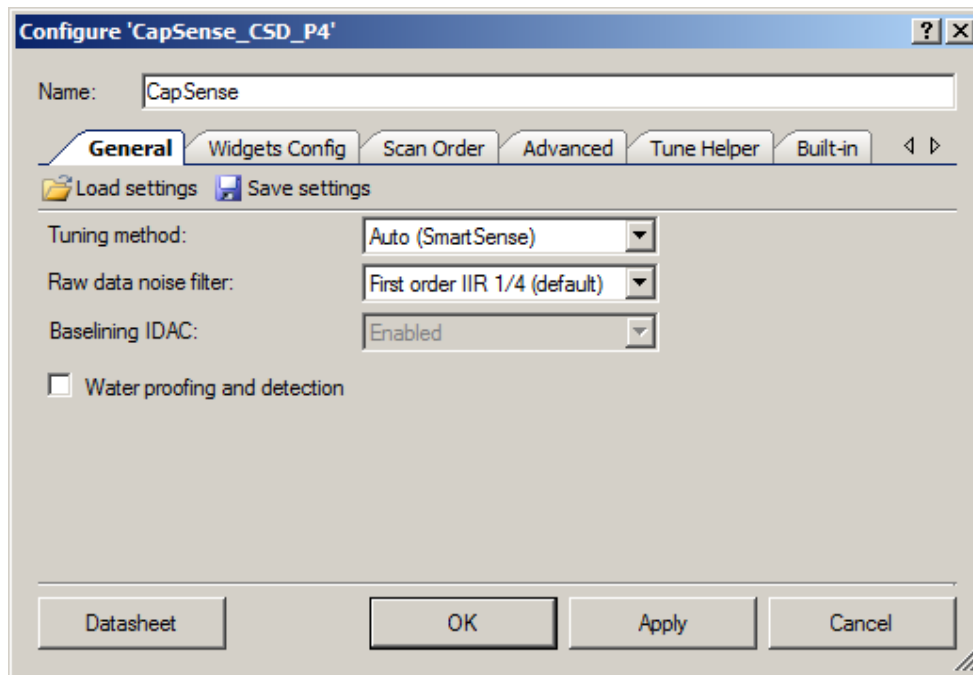 Configure 'CapSense_CSD_P4'
Name: CapSense
General Widgets Config Scan Order Advanced Tune Helper Built-in
Load settings Save settings
Tuning method: Auto (SmartSense)
Raw data noise filter: First order IIR 1/4 (default)
Baselining IDAC: Enabled
Water proofing and detection
Datasheet OK Apply Cancel